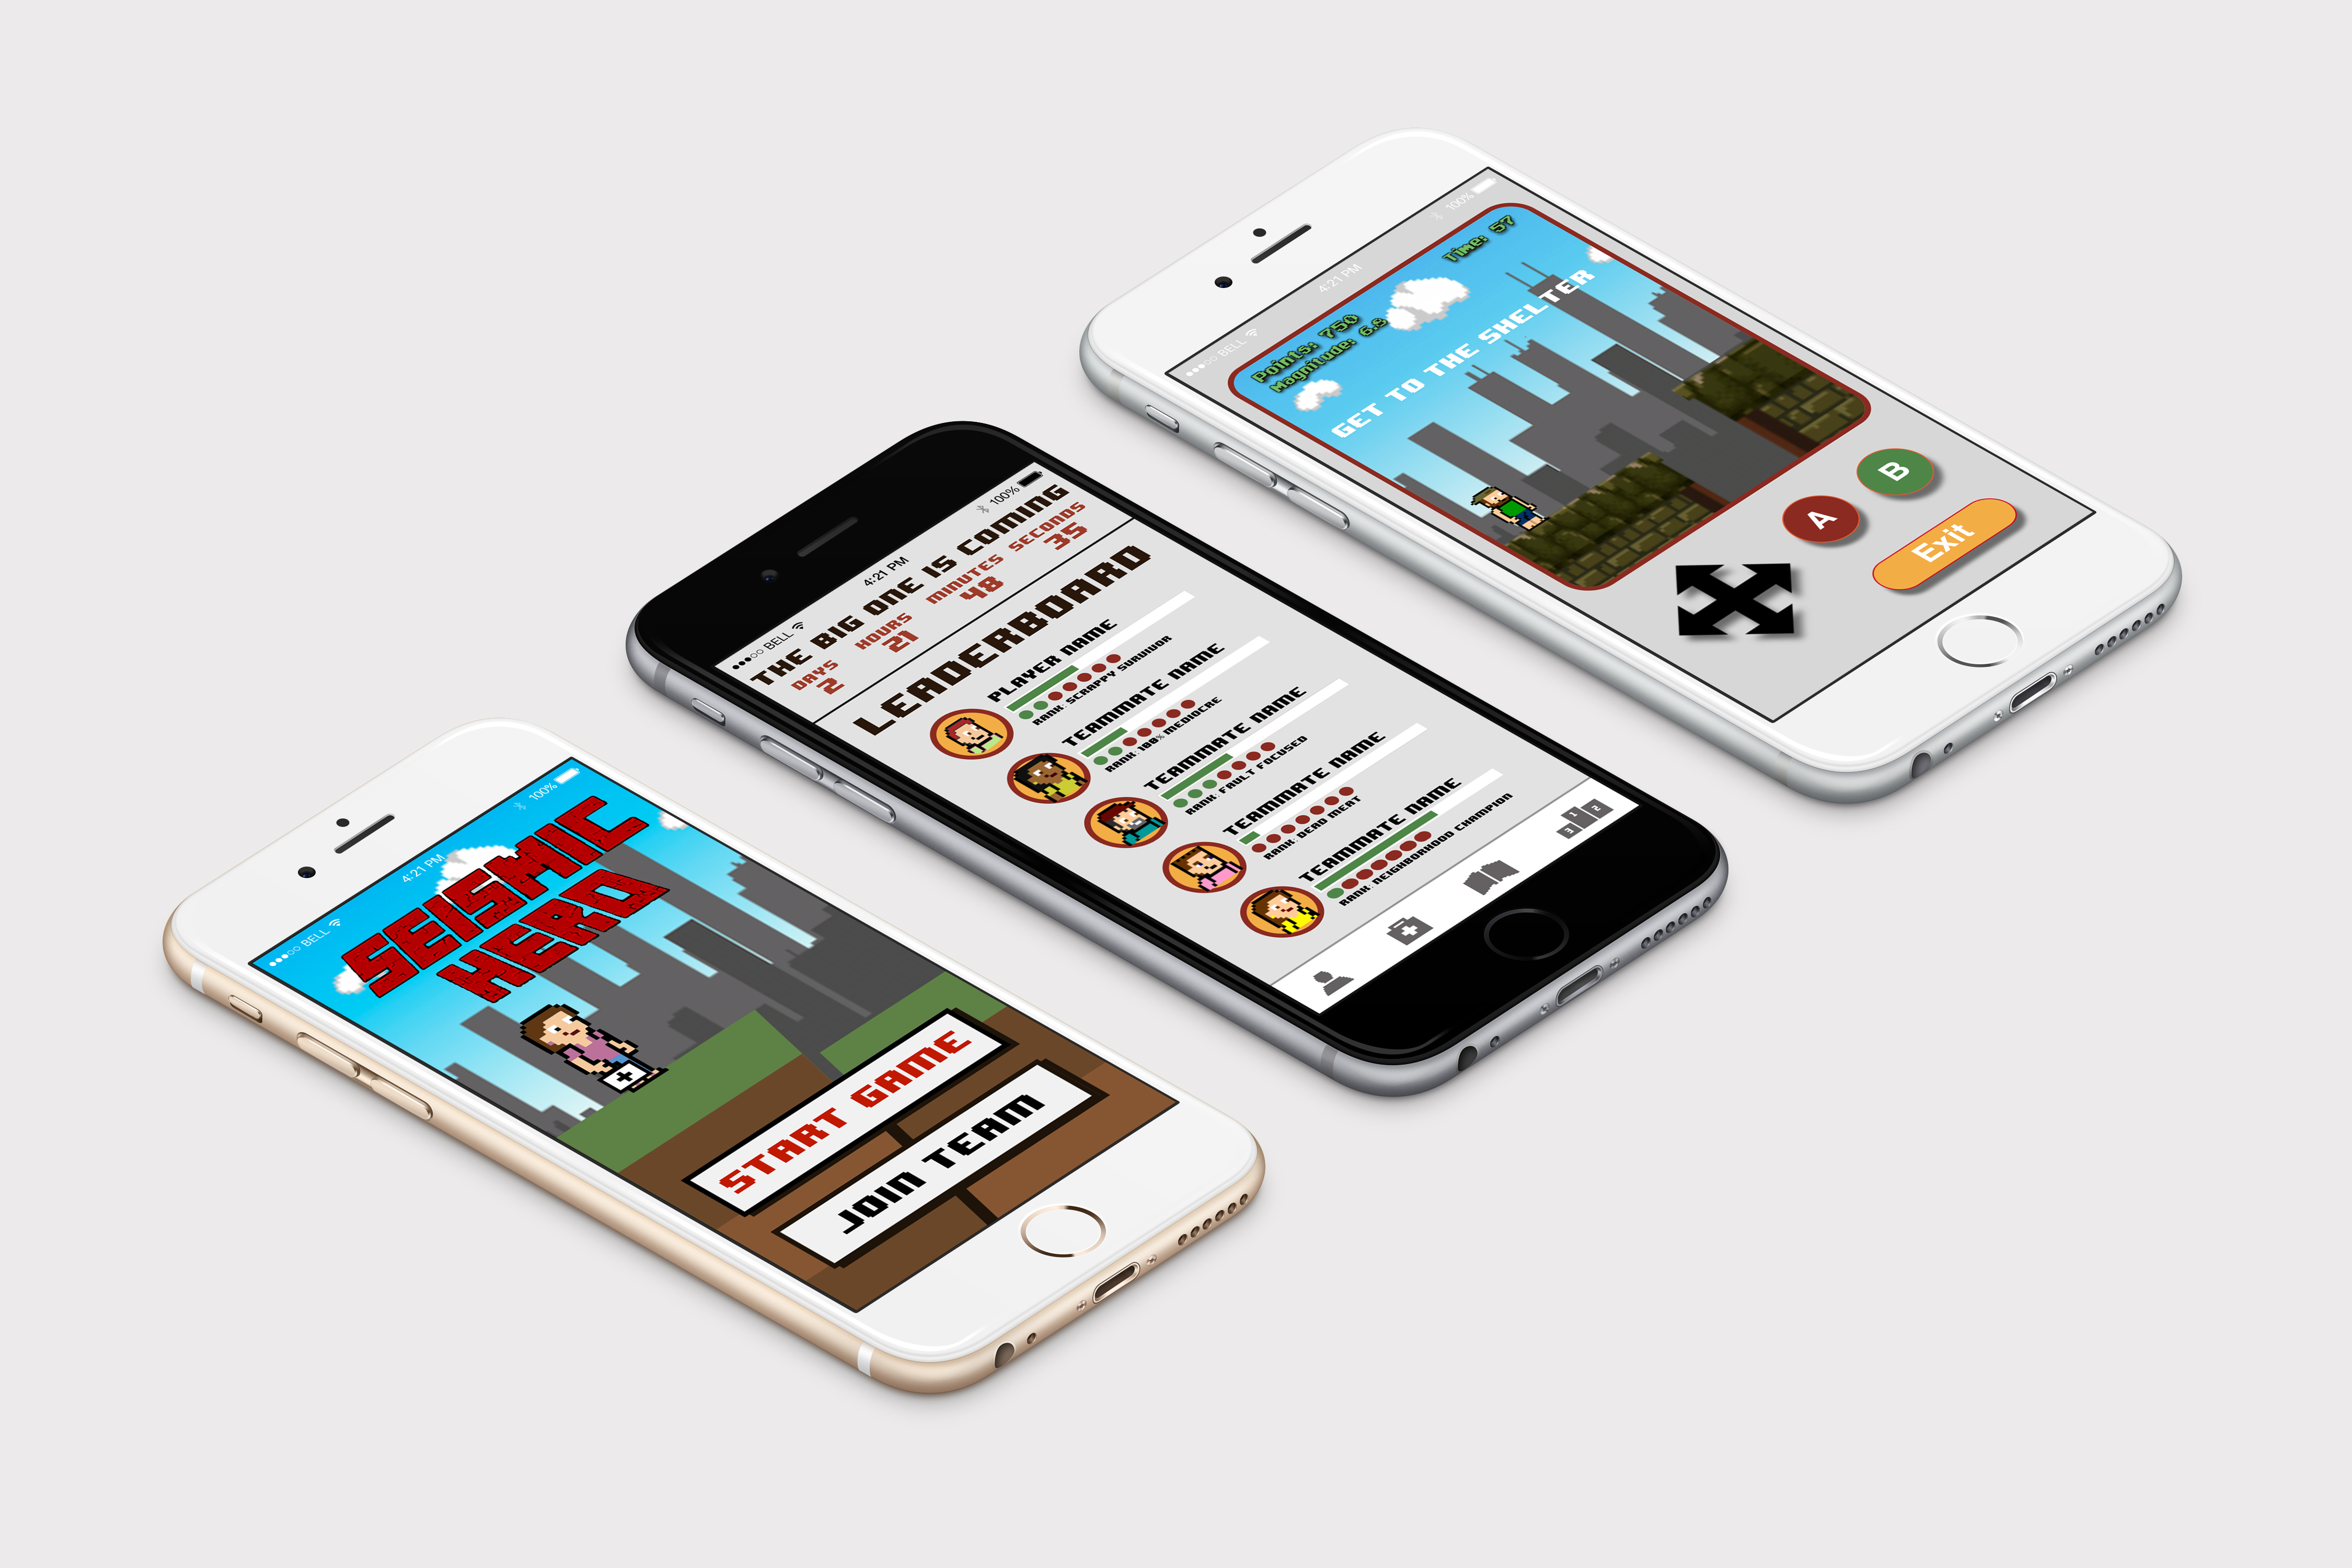 BELL
4:21 PM
100%
SEISMIC
HERO
START GAME
JOIN TEAM
BELL
4:21 PM
100%
THE BIG ONE IS COMING
DAYS HOURS MINUTES SECONDS
2 21 48 35
LEADERBOARD
PLAYER NAME
RANK: SCRAPPY SURVIVOR
TEAMMATE NAME
RANK: 100% MEDIOCRE
TEAMMATE NAME
RANK: FAULT FOCUSED
TEAMMATE NAME
RANK: DEAD MEAT
TEAMMATE NAME
RANK: NEIGHBORHOOD CHAMPION
3 1 2
BELL
4:21 PM
100%
Points: 750
Time: 57
Magnitude: 6.8
GET TO THE SHELTER
A
B
Exit